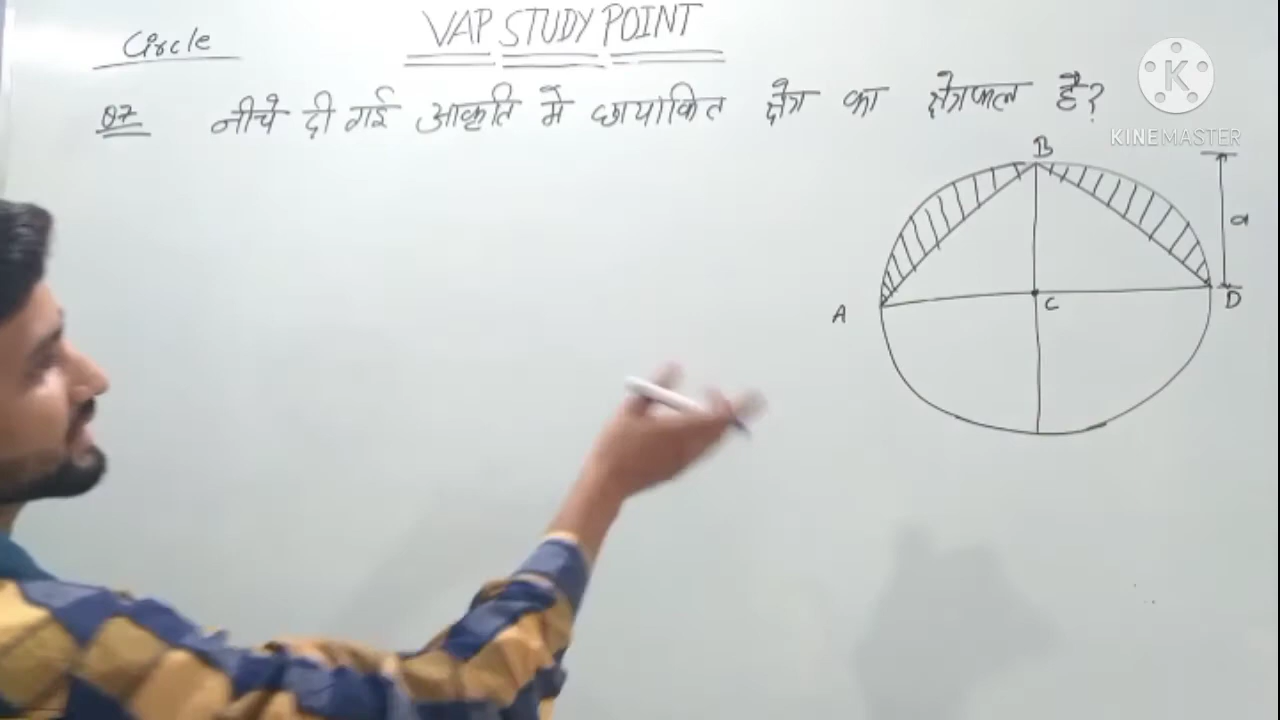 Circle
VAP STUDY POINT
Q7 नीचे दी गई आकृति मे छायांकित क्षेत्र का क्षेत्रफल है?
K
KINEMASTER
B
a
A
C
D